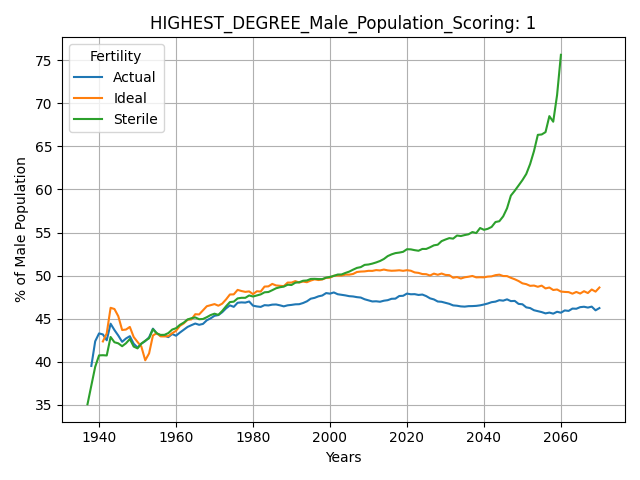 HIGHEST_DEGREE_Male_Population_Scoring: 1
Fertility
Actual
Ideal
Sterile
% of Male Population
75
70
65
60
55
50
45
40
35
1940 1960 1980 2000 2020 2040 2060
Years